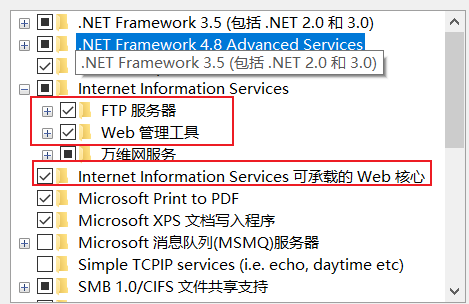 .NET Framework 3.5 (包括 .NET 2.0 和 3.0)
.NET Framework 4.8 Advanced Services
.NET Framework 3.5 (包括 .NET 2.0 和 3.0)
Internet Information Services
FTP 服务器
Web 管理工具
万维网服务
Internet Information Services 可承载的 Web 核心
Microsoft Print to PDF
Microsoft XPS 文档写入程序
Microsoft 消息队列(MSMQ)服务器
Simple TCPIP services (i.e. echo, daytime etc)
SMB 1.0/CIFS 文件共享支持